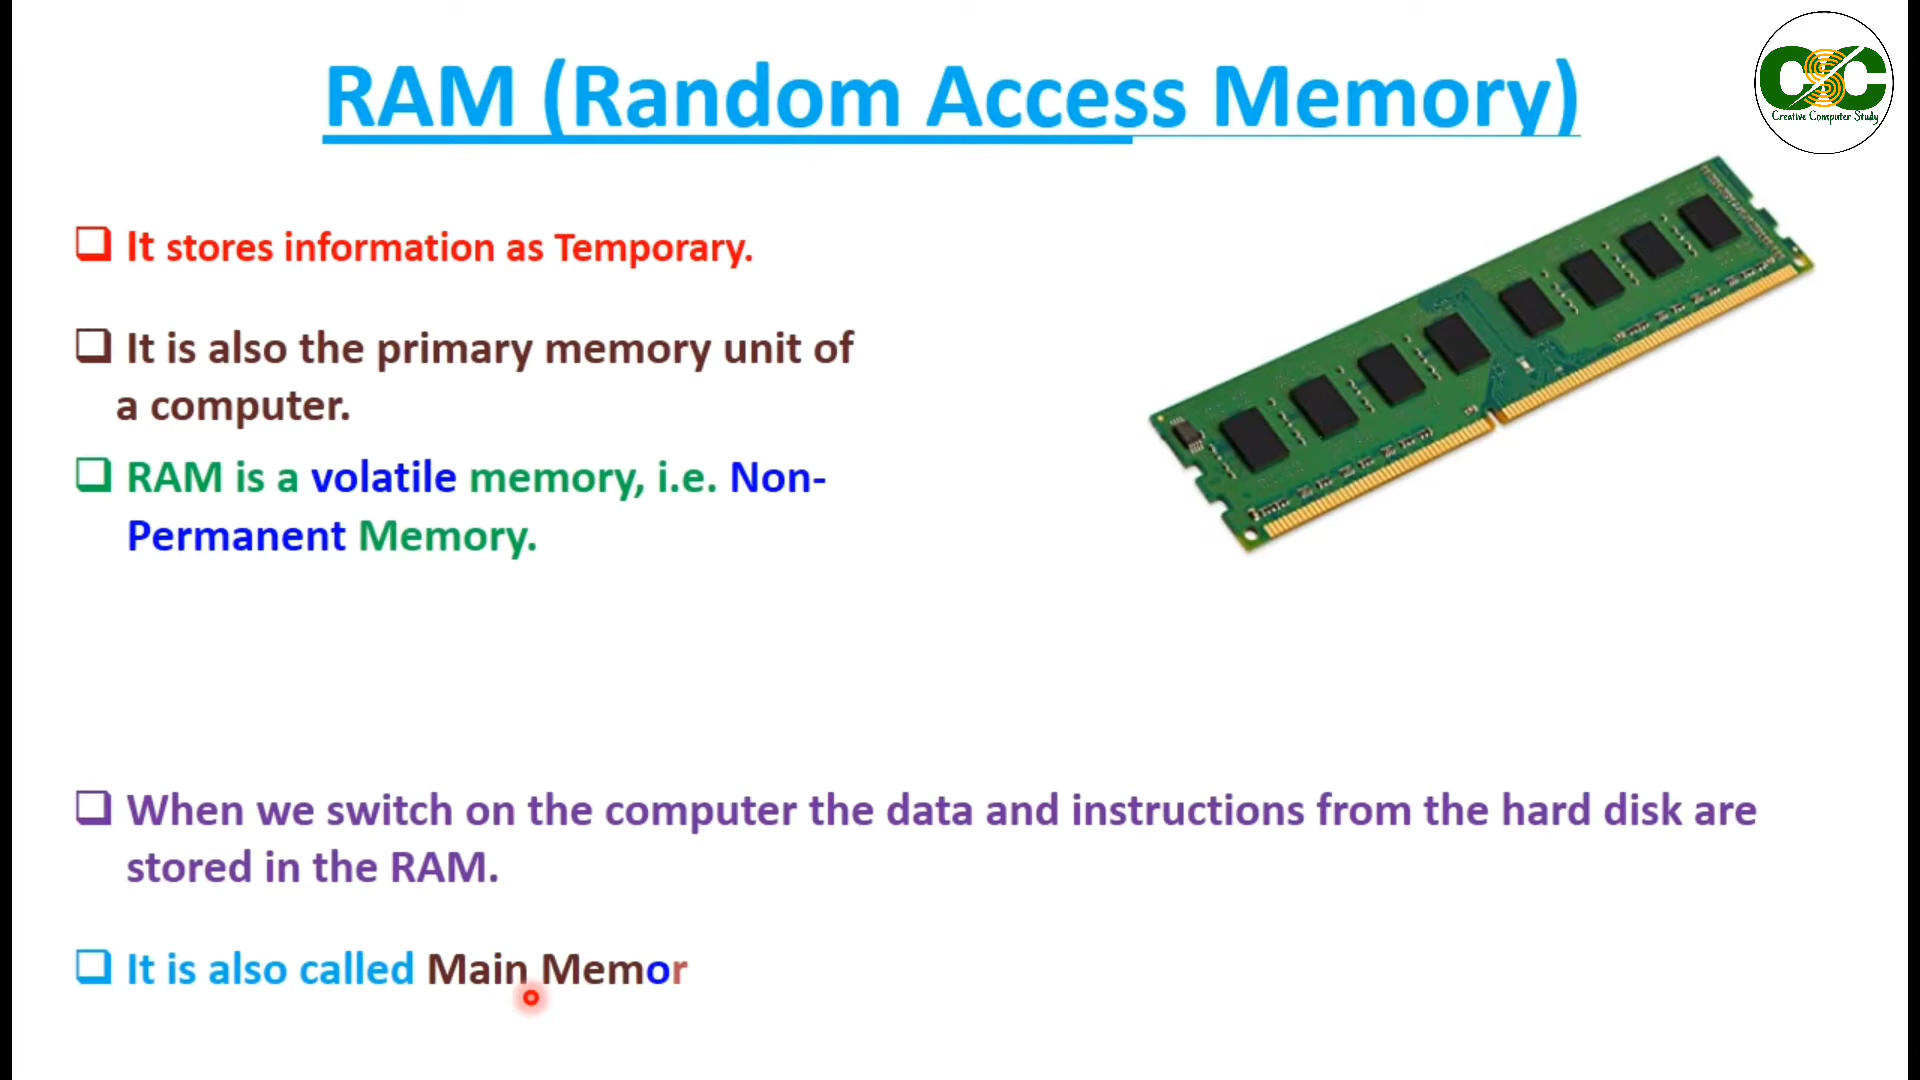 RAM (Random Access Memory)
CSC
Creative Computer Study
It stores information as Temporary.
It is also the primary memory unit of
a computer.
RAM is a volatile memory, i.e. Non-
Permanent Memory.
When we switch on the computer the data and instructions from the hard disk are
stored in the RAM.
It is also called Main Memor